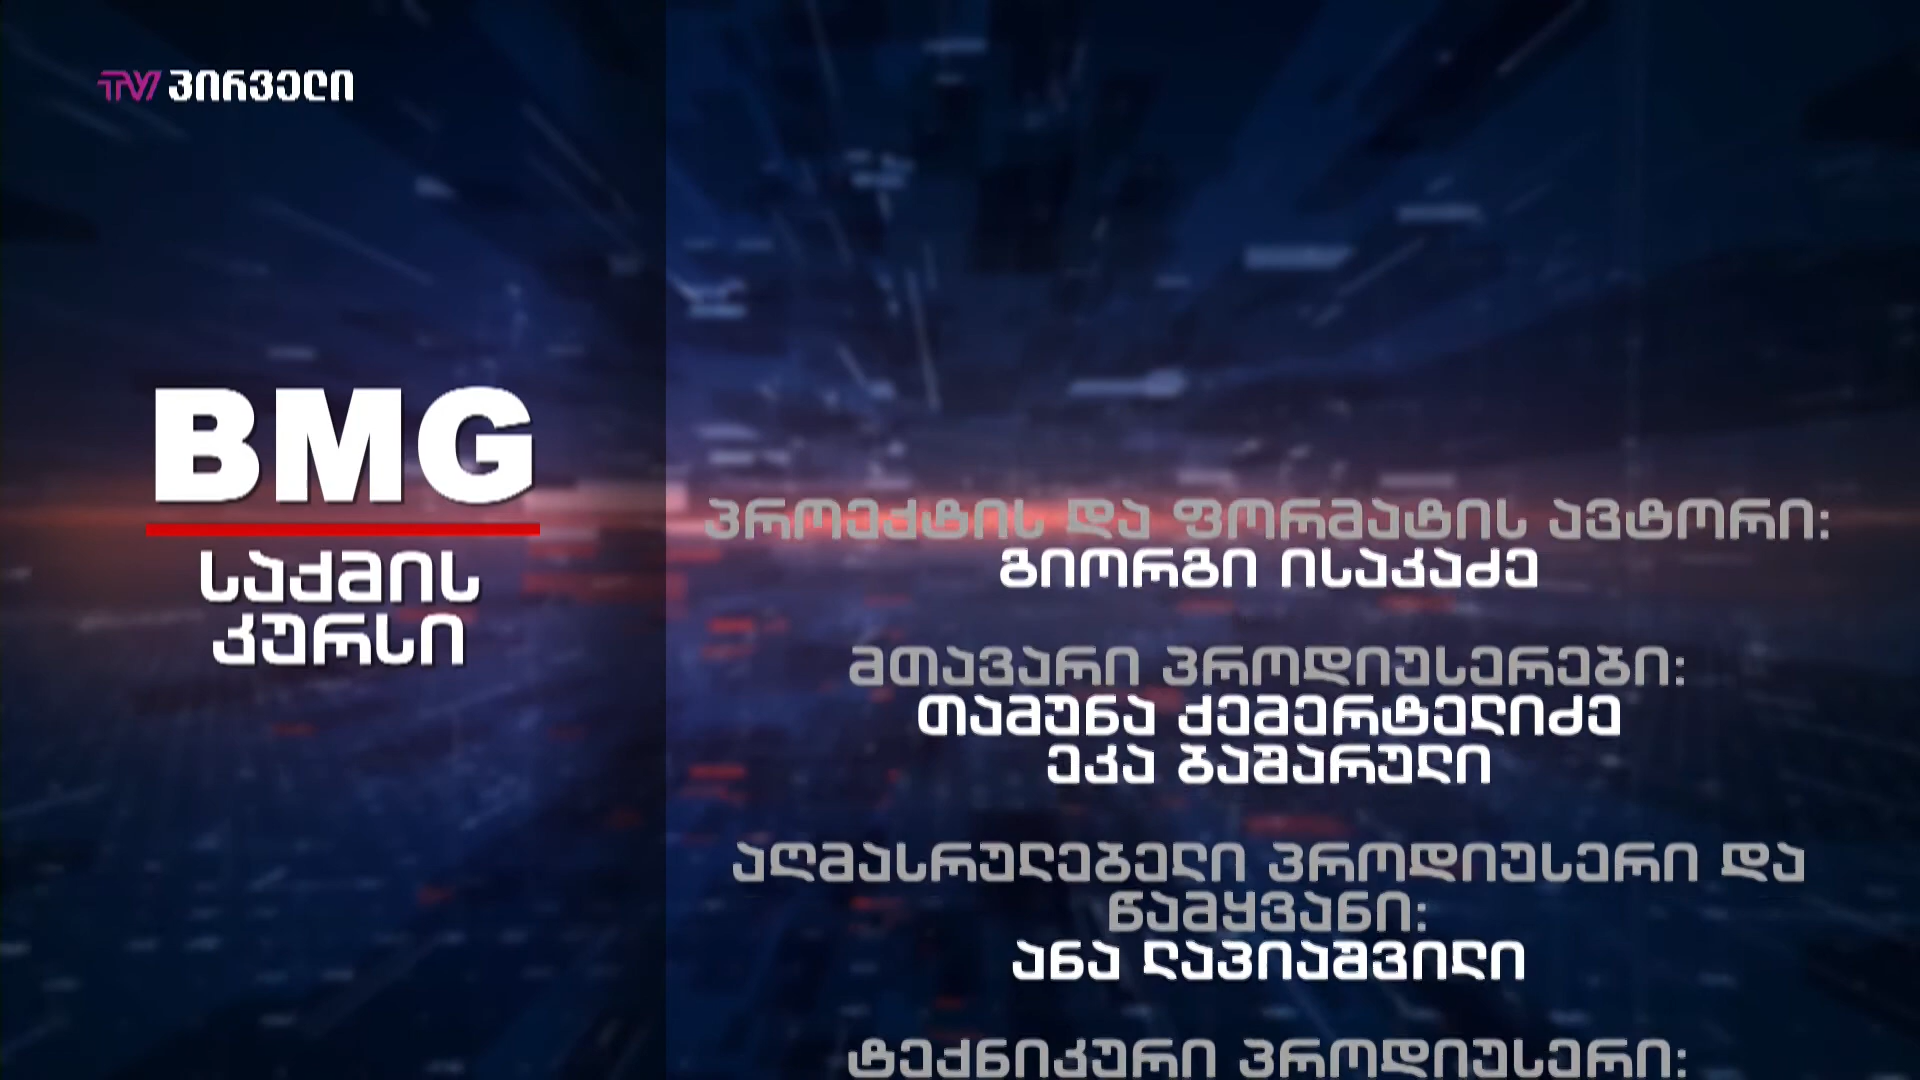 TV პირველი
BMG
საქმის
კურსი
პროექტის და ფორმატის ავტორი:
გიორგი ისაკაძე
მთავარი პროდიუსერები:
თამუნა ქემერტელიძე
ეკა ბაშარული
აღმასრულებელი პროდიუსერი და
წამყვანი:
ანა ლაპიაშვილი
ტექნიკური პროდიუსერი: